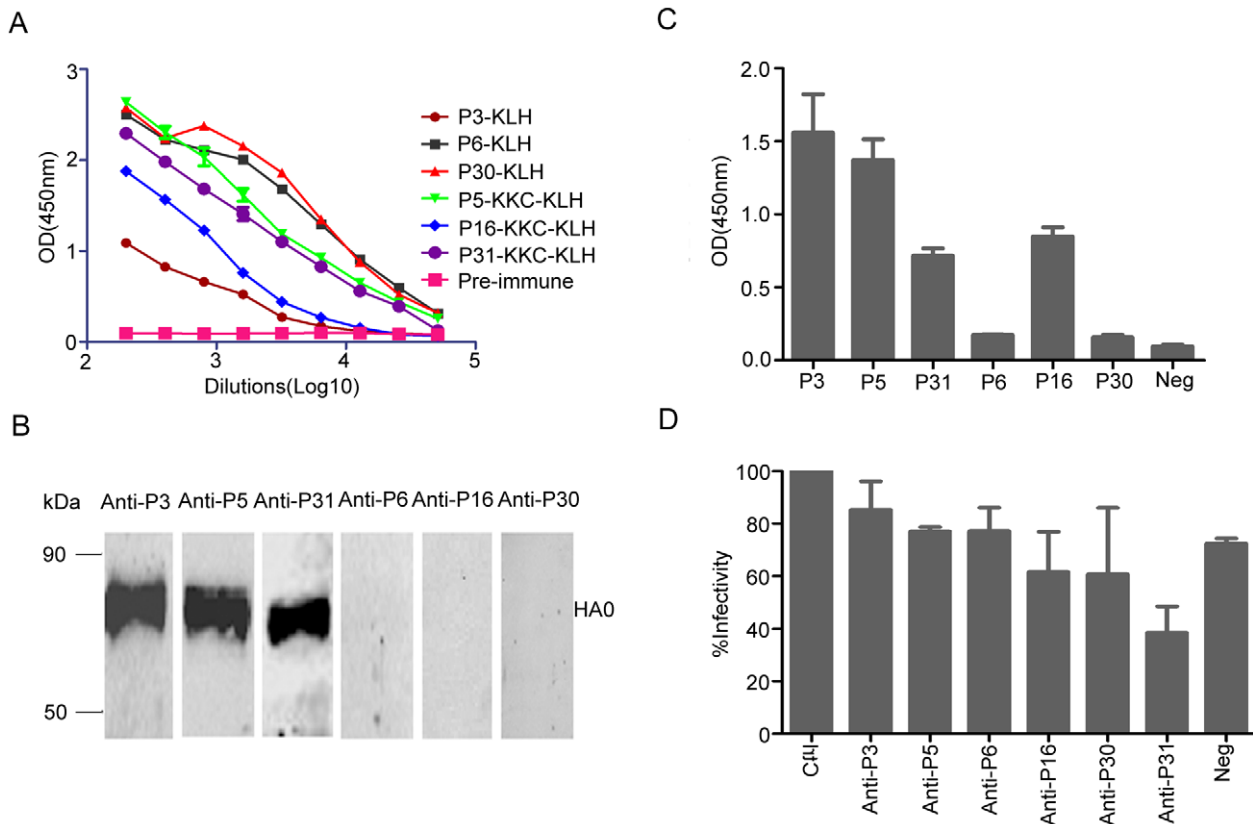 A
3
2
1
0
2
3
4
5
OD(450nm)
Dilutions(Log10)
P3-KLH
P6-KLH
P30-KLH
P5-KKC-KLH
P16-KKC-KLH
P31-KKC-KLH
Pre-immune
B
kDa
Anti-P3 Anti-P5 Anti-P31 Anti-P6 Anti-P16 Anti-P30
90
50
HA0
C
2.0
1.5
1.0
0.5
0.0
OD(450nm)
P3 P5 P31 P6 P16 P30 Neg
D
100
80
60
40
20
0
%Infectivity
Anti-P3
Anti-P5
Anti-P6
Anti-P16
Anti-P30
Anti-P31
Neg